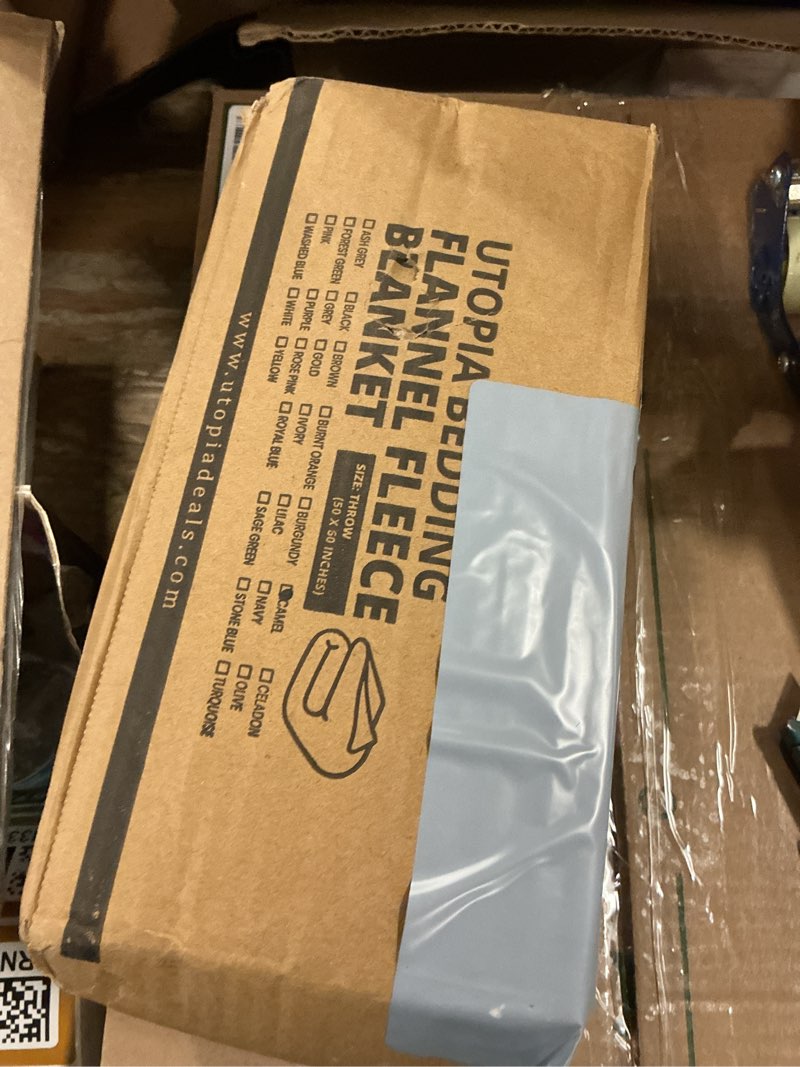 UTOPIA BEDDING
FLANNEL FLEECE
BLANKET
SIZE: THROW
(50 X 60 INCHES)
ASH GREY BLACK BROWN BURNT ORANGE BURGUNDY CAMEL CELADON
FOREST GREEN GREY GOLD IVORY LILAC NAVY OLIVE
PINK PURPLE ROSE PINK ROYAL BLUE SAGE GREEN STONE BLUE TURQUOISE
WASHED BLUE WHITE YELLOW
www.utopiadeals.com